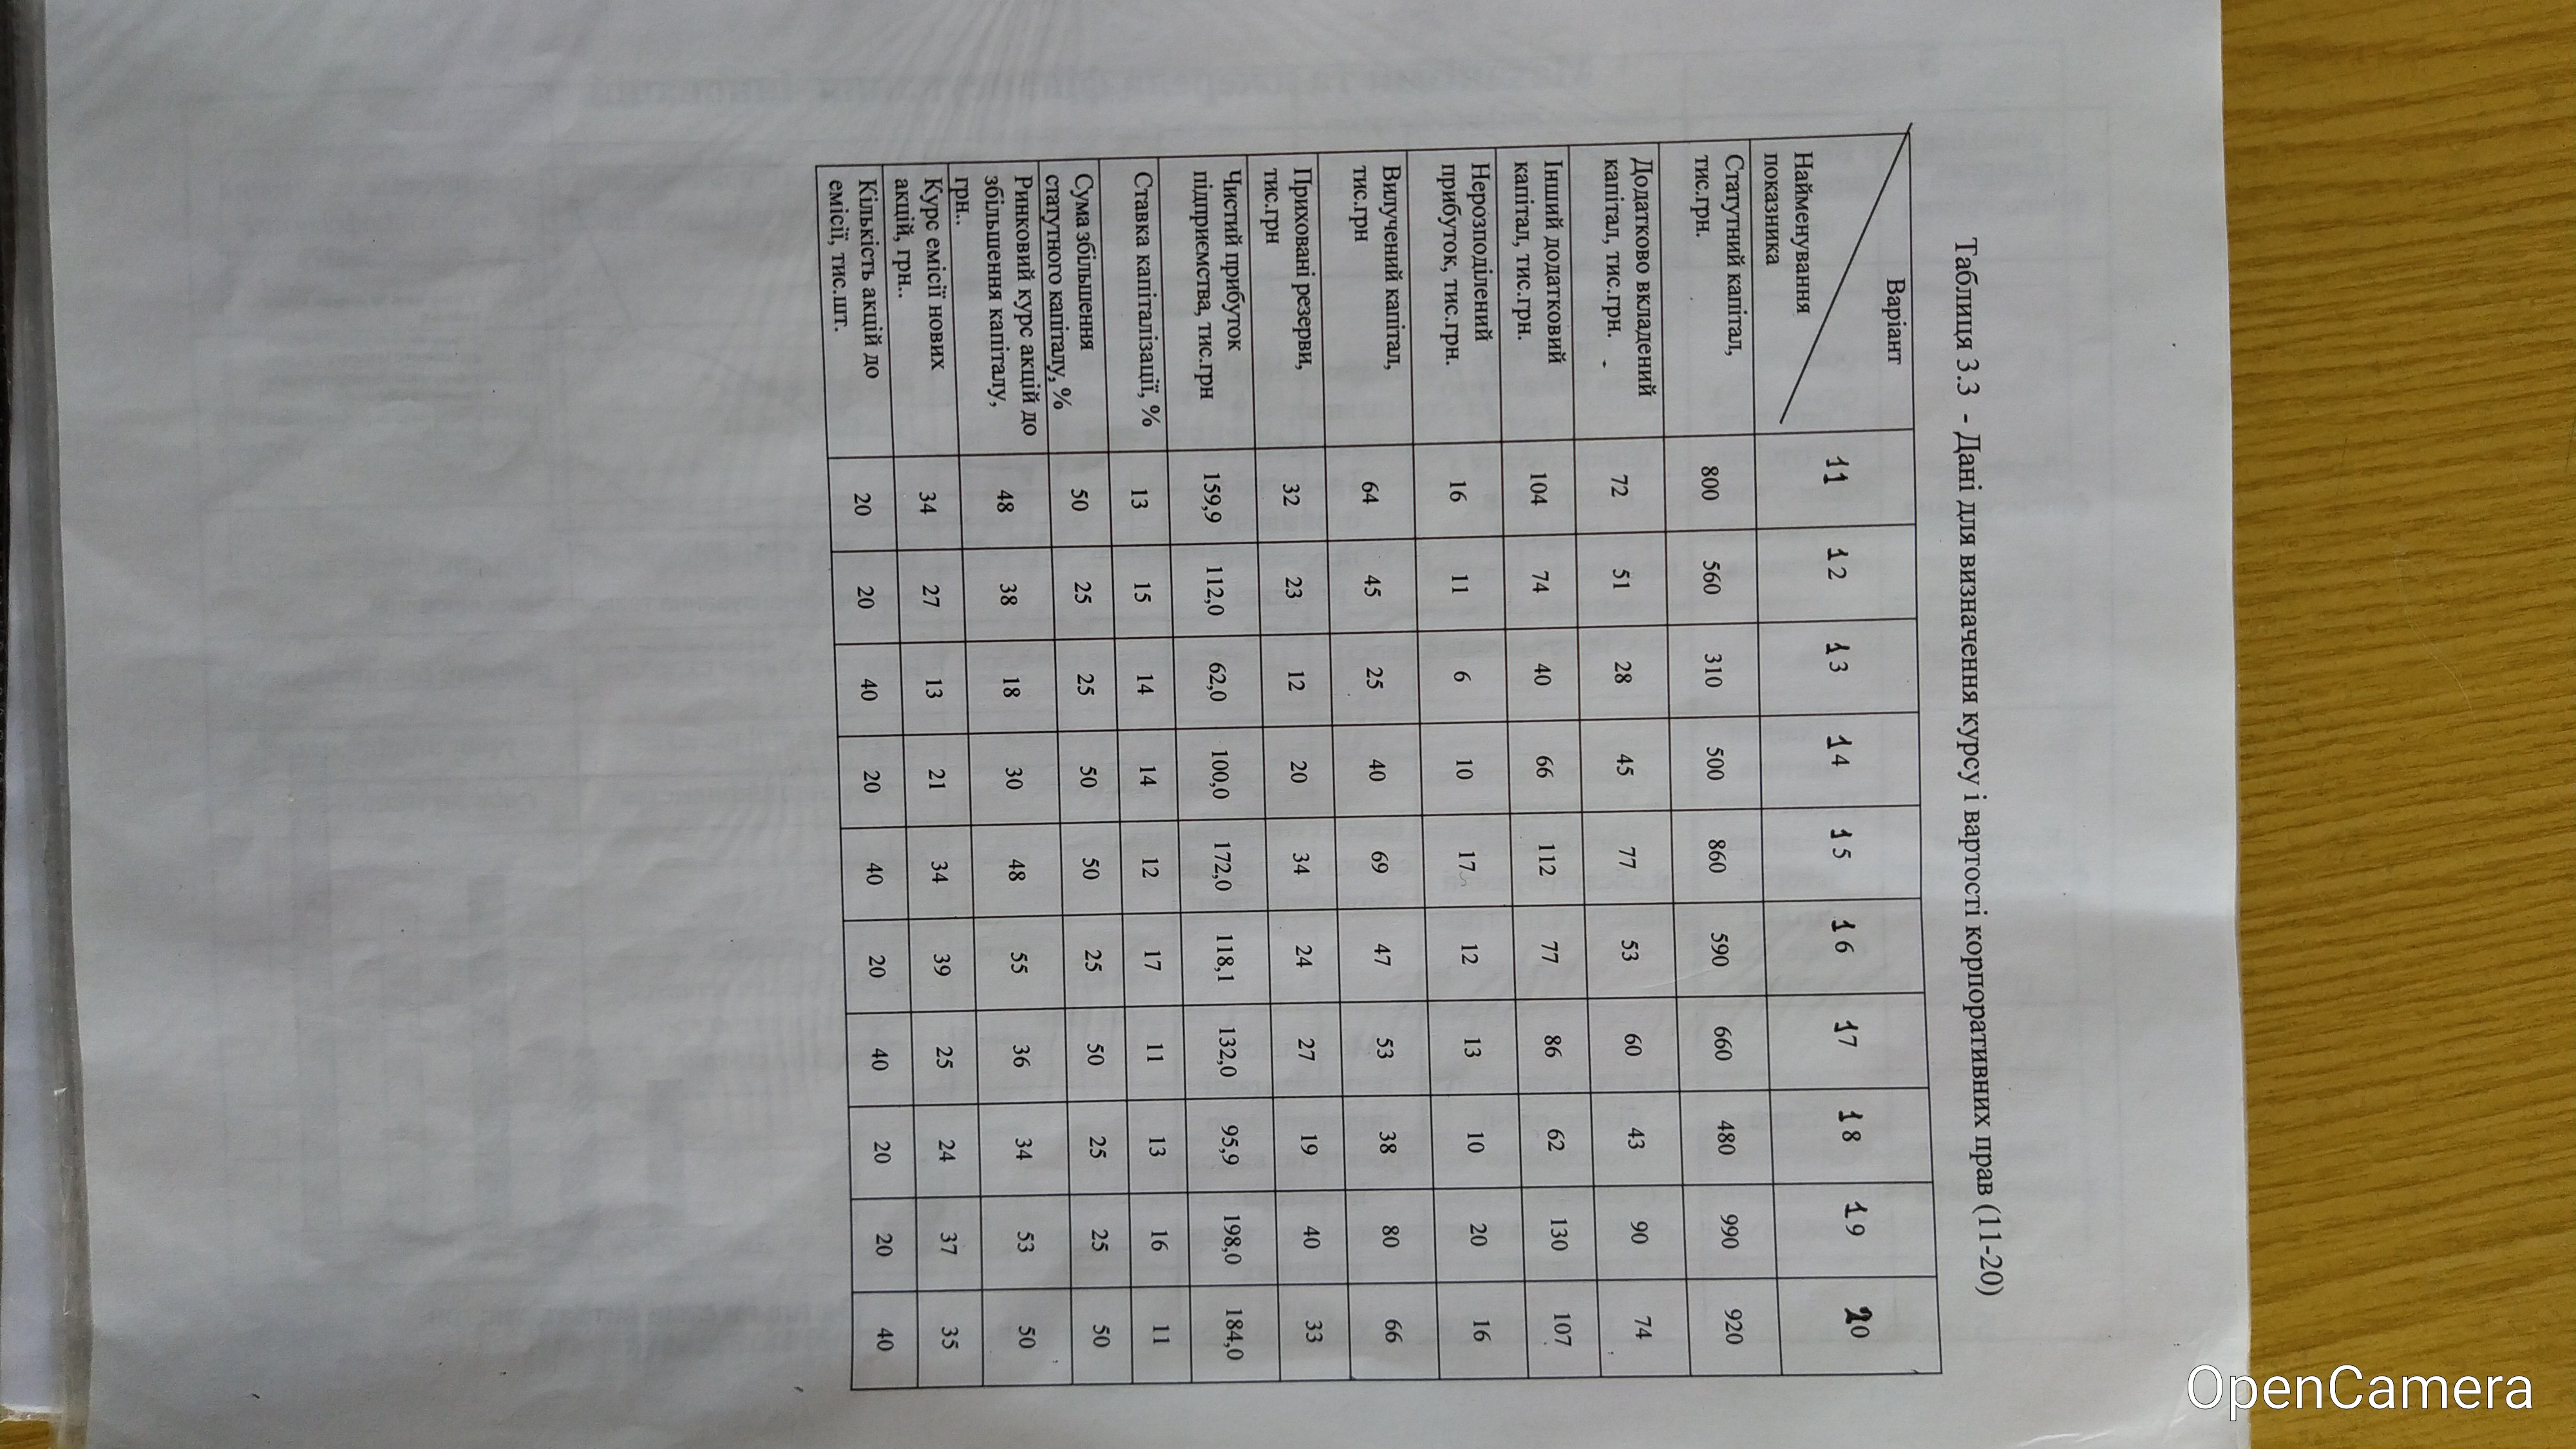 Таблиця 3.3 - Дані для визначення курсу і вартості корпоративних прав (11-20)
Варіант
Найменування
показника
11 12 13 14 15 16 17 18 19 20
Статутний капітал,
тис.грн.
800 560 310 500 860 590 660 480 990 920
Додатково вкладений
капітал, тис.грн.
72 51 28 45 77 53 60 43 90 74
Інший додатковий
капітал, тис.грн.
104 74 40 66 112 77 86 62 130 107
Нерозподілений
прибуток, тис.грн.
16 11 6 10 17 12 13 10 20 16
Вилучений капітал,
тис.грн
64 45 25 40 69 47 53 38 80 66
Приховані резерви,
тис.грн
32 23 12 20 34 24 27 19 40 33
Чистий прибуток
підприємства, тис.грн
159,9 112,0 62,0 100,0 172,0 118,1 132,0 95,9 198,0 184,0
Ставка капіталізації, %
13 15 14 14 12 17 11 13 16 11
Сума збільшення
статутного капіталу, %
50 25 25 50 50 25 50 25 25 50
Ринковий курс акцій до
збільшення капіталу,
грн..
48 38 18 30 48 55 36 34 53 50
Курс емісії нових
акцій, грн..
34 27 13 21 34 39 25 24 37 35
Кількість акцій до
емісії, тис.шт.
20 20 40 20 40 20 40 20 20 40
OpenCamera